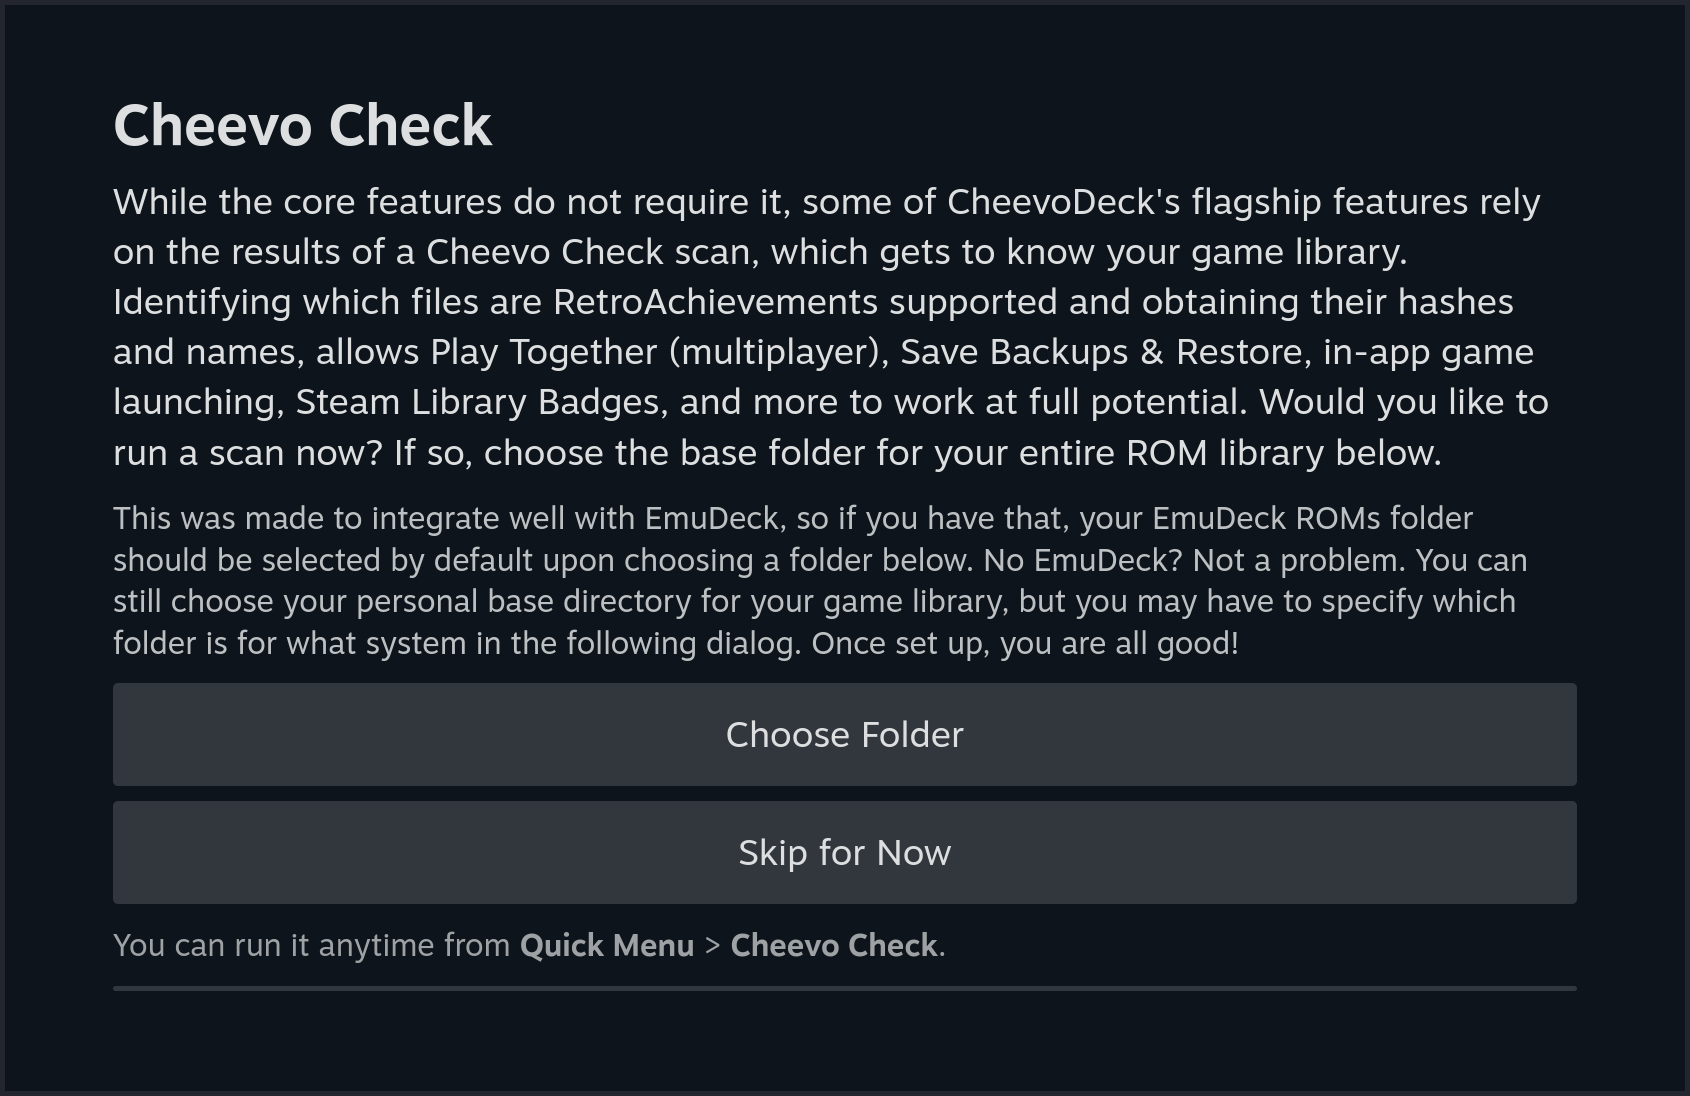 Cheevo Check
While the core features do not require it, some of CheevoDeck's flagship features rely
on the results of a Cheevo Check scan, which gets to know your game library.
Identifying which files are RetroAchievements supported and obtaining their hashes
and names, allows Play Together (multiplayer), Save Backups & Restore, in-app game
launching, Steam Library Badges, and more to work at full potential. Would you like to
run a scan now? If so, choose the base folder for your entire ROM library below.
This was made to integrate well with EmuDeck, so if you have that, your EmuDeck ROMs folder
should be selected by default upon choosing a folder below. No EmuDeck? Not a problem. You can
still choose your personal base directory for your game library, but you may have to specify which
folder is for what system in the following dialog. Once set up, you are all good!
Choose Folder
Skip for Now
You can run it anytime from Quick Menu > Cheevo Check.